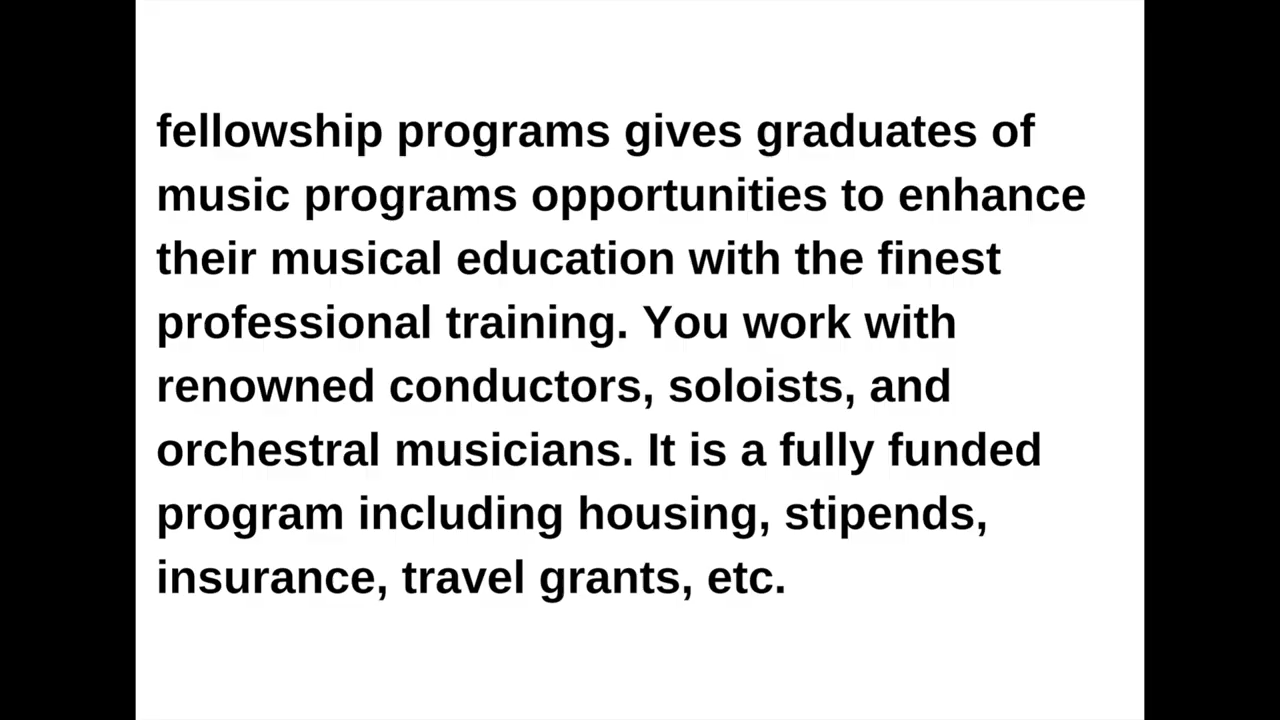 fellowship programs gives graduates of
music programs opportunities to enhance
their musical education with the finest
professional training. You work with
renowned conductors, soloists, and
orchestral musicians. It is a fully funded
program including housing, stipends,
insurance, travel grants, etc.